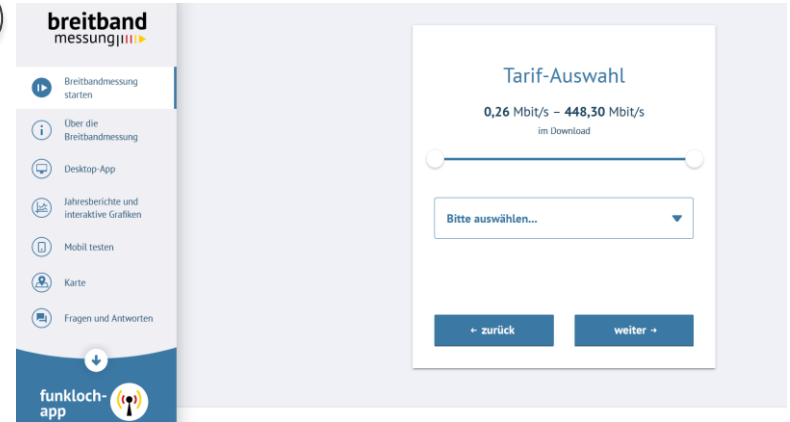 breitband
messung
Breitbandmessung
starten
Über die
Breitbandmessung
Desktop-App
Jahresberichte und
interaktive Grafiken
Mobil testen
Karte
Fragen und Antworten
funkloch-
app
Tarif-Auswahl
0,26 Mbit/s – 448,30 Mbit/s
im Download
Bitte auswählen...
← zurück
weiter →